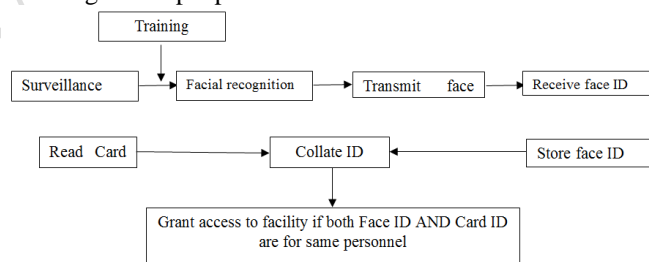 Training
Surveillance
Facial recognition
Transmit face
Receive face ID
Read Card
Collate ID
Store face ID
Grant access to facility if both Face ID AND Card ID
are for same personnel